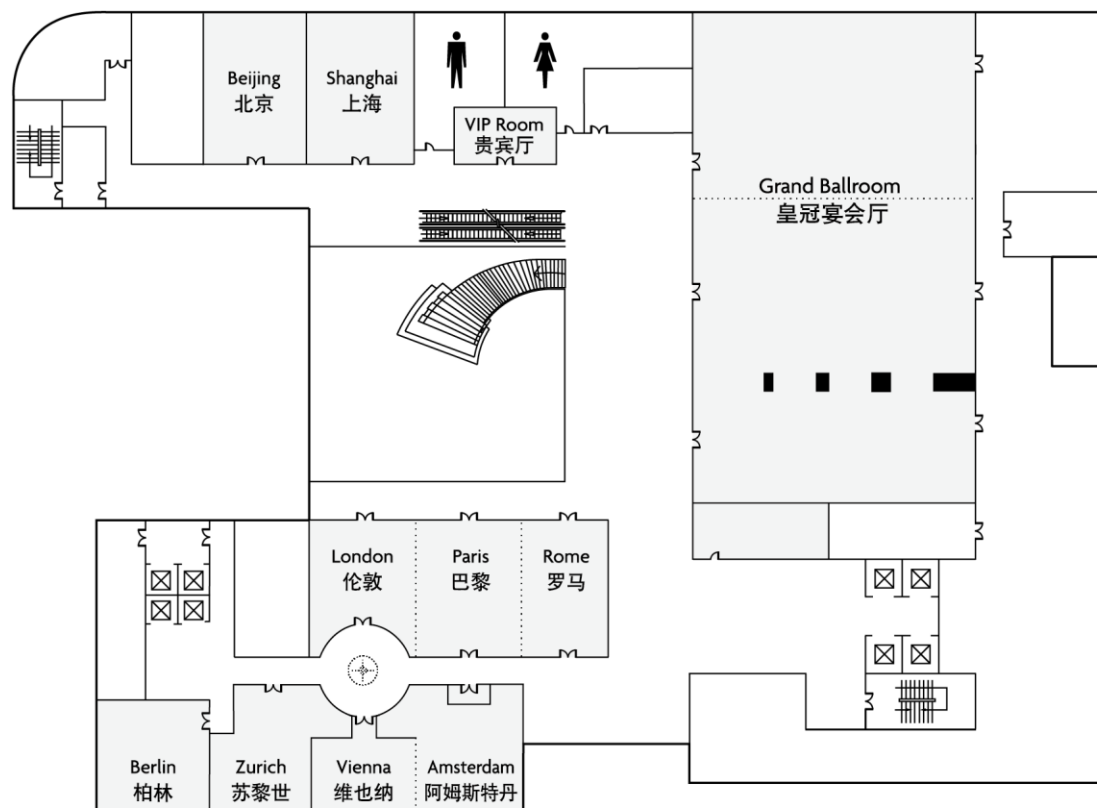 Beijing
北京
Shanghai
上海
VIP Room
贵宾厅
Grand Ballroom
皇冠宴会厅
London
伦敦
Paris
巴黎
Rome
罗马
Berlin
柏林
Zurich
苏黎世
Vienna
维也纳
Amsterdam
阿姆斯特丹